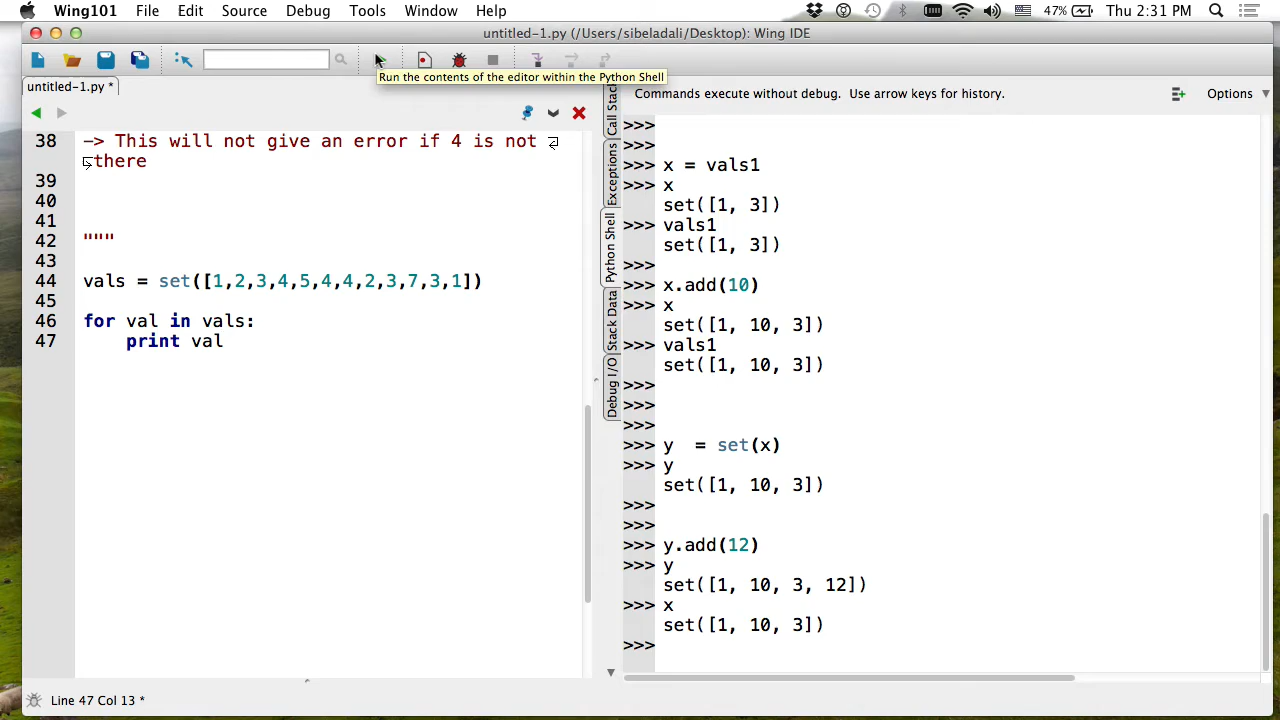 Wing101 File Edit Source Debug Tools Window Help 47% Thu 2:31 PM
untitled-1.py (/Users/sibeladali/Desktop): Wing IDE
Run the contents of the editor within the Python Shell
untitled-1.py *
Commands execute without debug. Use arrow keys for history.
Options
38 -> This will not give an error if 4 is not
there
39
40
41
42 """
43
44 vals = set([1,2,3,4,5,4,4,2,3,7,3,1])
45
46 for val in vals:
47 print val
Call Stack
Exceptions
Python Shell
Stack Data
Debug I/O
>>>
>>>
>>> x = vals1
>>> x
set([1, 3])
>>> vals1
set([1, 3])
>>>
>>> x.add(10)
>>> x
set([1, 10, 3])
>>> vals1
set([1, 10, 3])
>>>
>>>
>>>
>>> y  = set(x)
>>> y
set([1, 10, 3])
>>>
>>>
>>> y.add(12)
>>> y
set([1, 10, 3, 12])
>>> x
set([1, 10, 3])
>>>
Line 47 Col 13 *